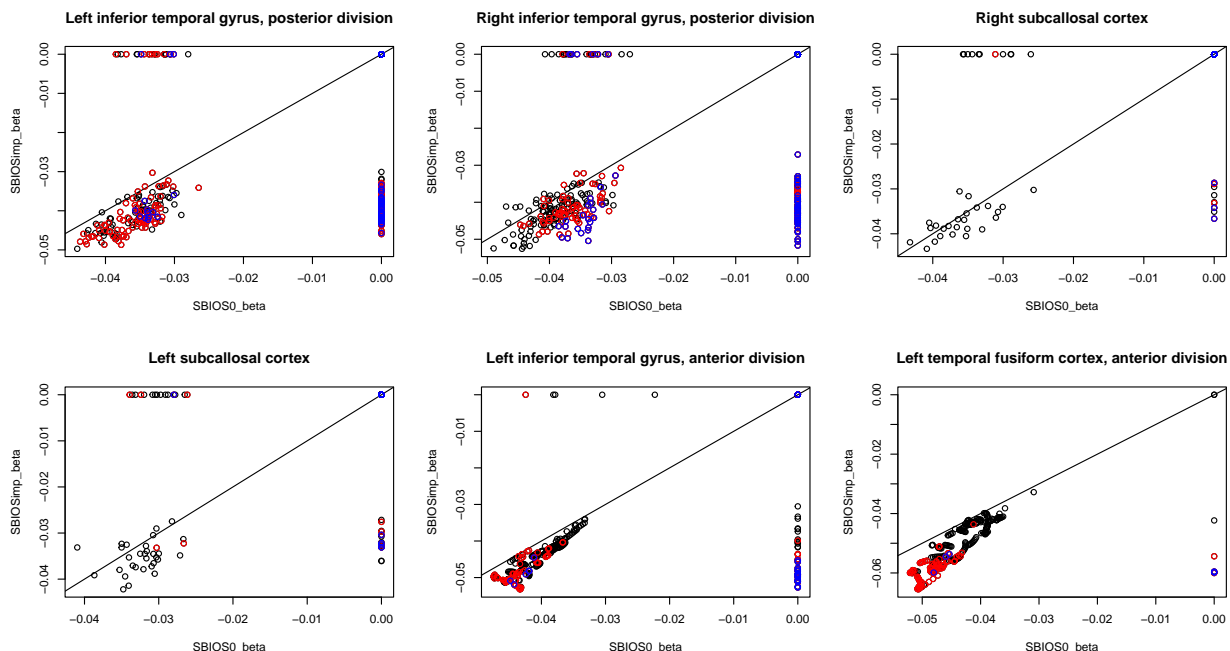 Left inferior temporal gyrus, posterior division
SBIOSimp_beta
−0.05 −0.03 −0.01 0.00
−0.04 −0.03 −0.02 −0.01 0.00
SBIOS0_beta
Right inferior temporal gyrus, posterior division
SBIOSimp_beta
−0.05 −0.03 −0.01 0.00
−0.05 −0.04 −0.03 −0.02 −0.01 0.00
SBIOS0_beta
Right subcallosal cortex
SBIOSimp_beta
−0.04 −0.03 −0.02 −0.01 0.00
−0.04 −0.03 −0.02 −0.01 0.00
SBIOS0_beta
Left subcallosal cortex
SBIOSimp_beta
−0.04 −0.03 −0.02 −0.01 0.00
−0.04 −0.03 −0.02 −0.01 0.00
SBIOS0_beta
Left inferior temporal gyrus, anterior division
SBIOSimp_beta
−0.05 −0.03 −0.01 0.00
−0.04 −0.03 −0.02 −0.01 0.00
SBIOS0_beta
Left temporal fusiform cortex, anterior division
SBIOSimp_beta
−0.06 −0.04 −0.02 0.00
−0.05 −0.04 −0.03 −0.02 −0.01 0.00
SBIOS0_beta